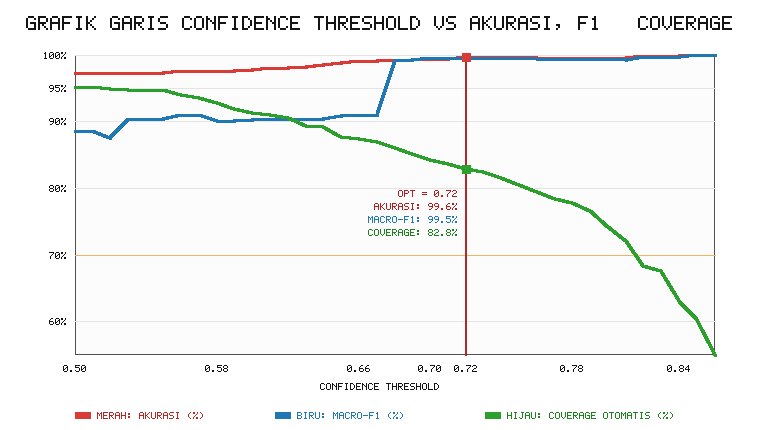 GRAFIK GARIS CONFIDENCE THRESHOLD VS AKURASI, F1   COVERAGE
100%
95%
90%
80%
70%
60%
OPT = 0.72
AKURASI: 99.6%
MACRO-F1: 99.5%
COVERAGE: 82.8%
0.50 0.58 0.66 0.70 0.72 0.78 0.84
CONFIDENCE THRESHOLD
MERAH: AKURASI (%) BIRU: MACRO-F1 (%) HIJAU: COVERAGE OTOMATIS (%)